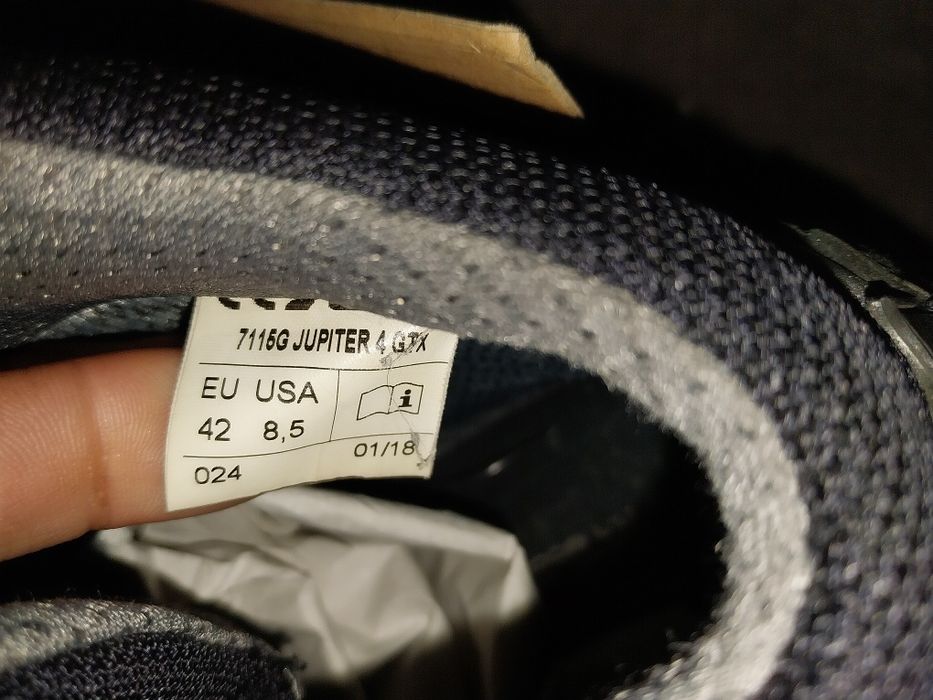 7115G JUPITER 4 GTX
EU USA
42 8,5
i
024 01/18